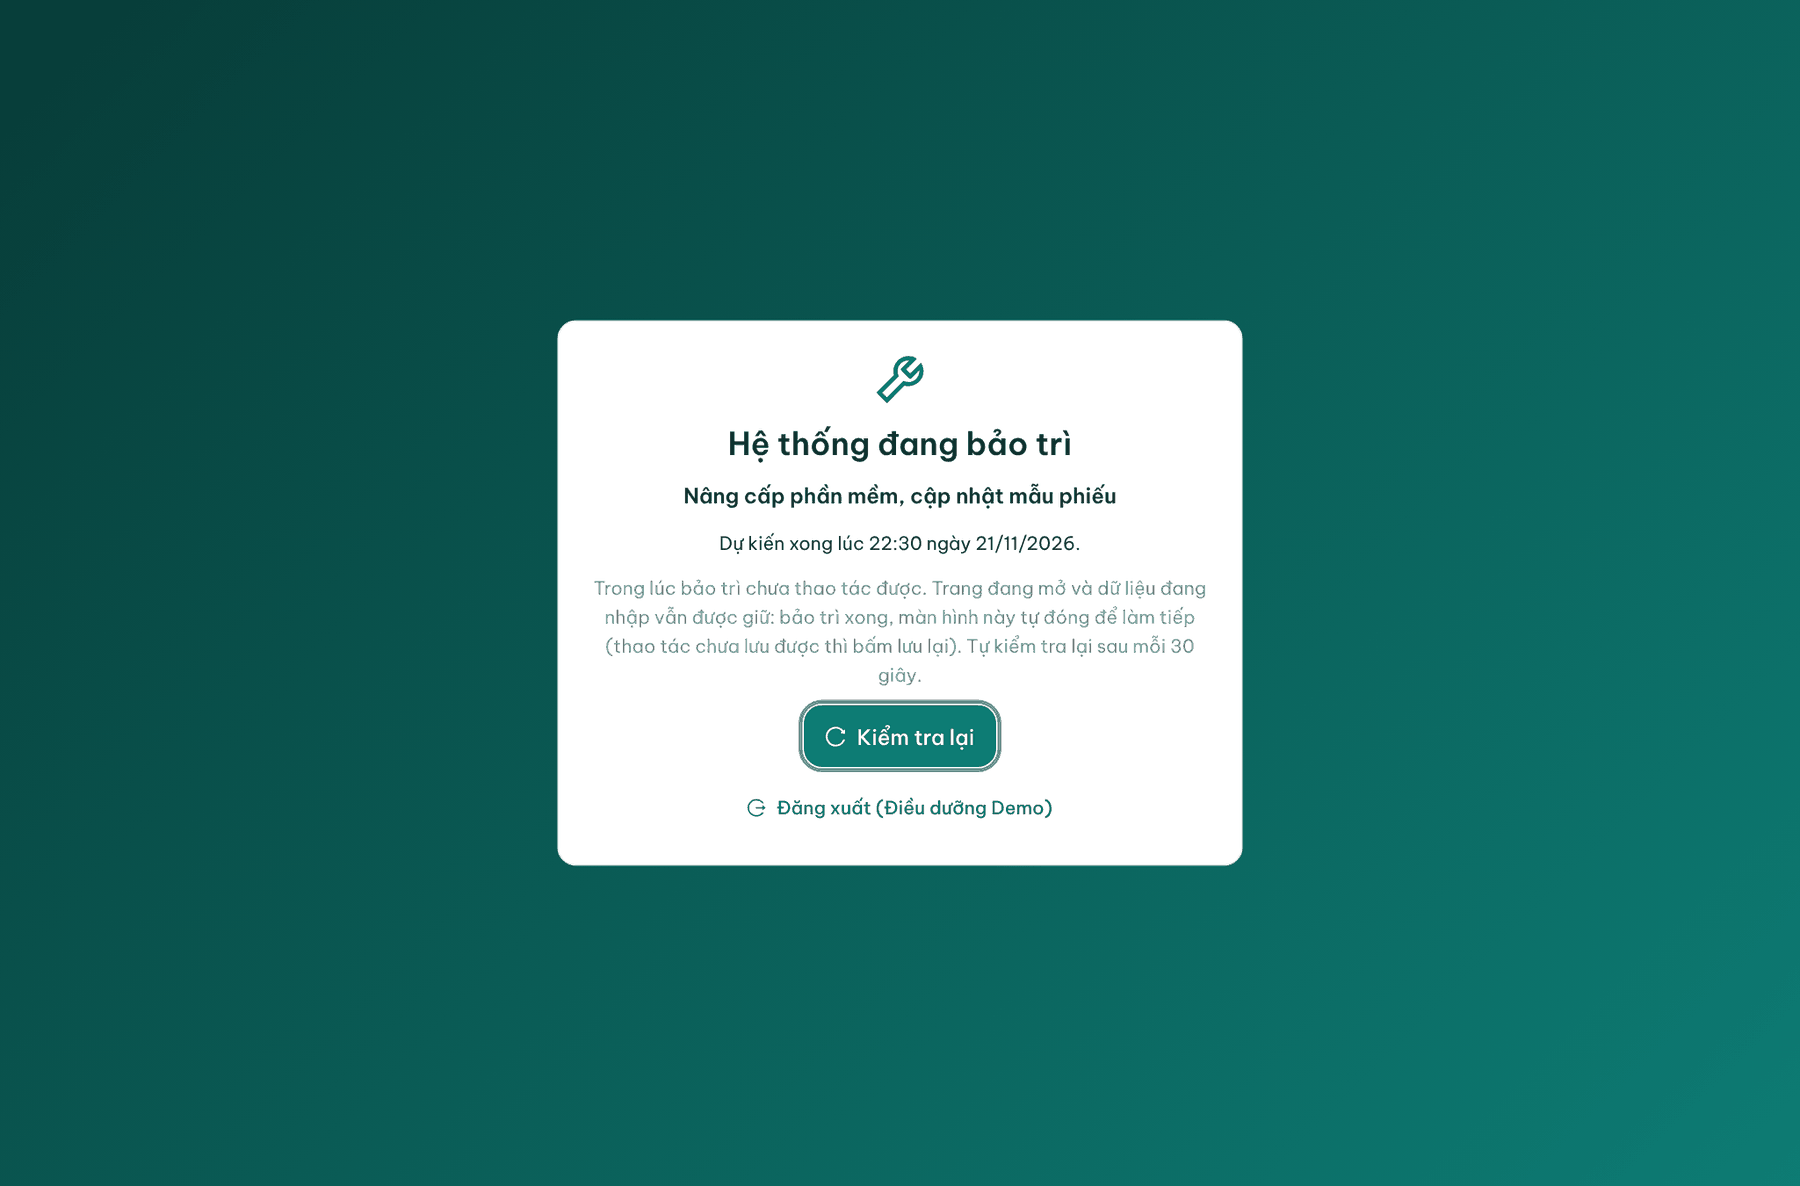 Hệ thống đang bảo trì
Nâng cấp phần mềm, cập nhật mẫu phiếu
Dự kiến xong lúc 22:30 ngày 21/11/2026.
Trong lúc bảo trì chưa thao tác được. Trang đang mở và dữ liệu đang
nhập vẫn được giữ: bảo trì xong, màn hình này tự đóng để làm tiếp
(thao tác chưa lưu được thì bấm lưu lại). Tự kiểm tra lại sau mỗi 30
giây.
Kiểm tra lại
Đăng xuất (Điều dưỡng Demo)